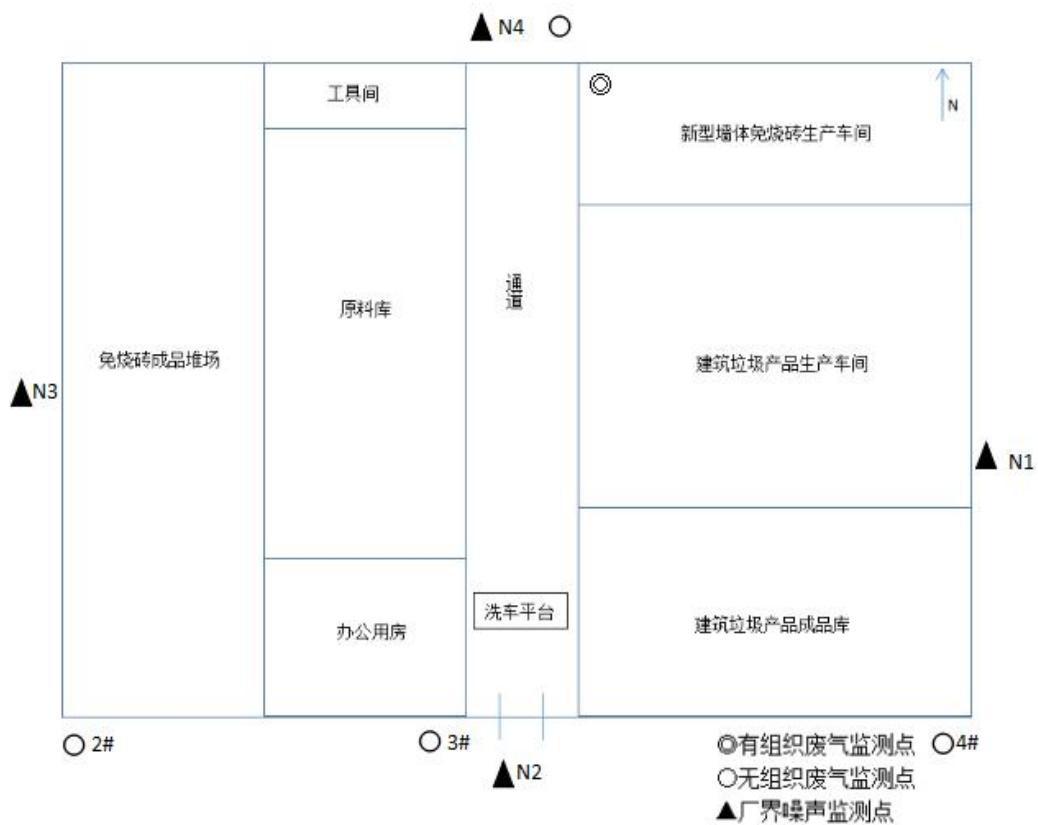 ▲N4 ○
工具间
N
新型墙体免烧砖生产车间
通道
原料库
免烧砖成品堆场
建筑垃圾产品生产车间
▲N3
▲N1
洗车平台
办公用房
建筑垃圾产品成品库
○2#
○3#
○4#
▲N2
◎有组织废气监测点
○无组织废气监测点
▲厂界噪声监测点